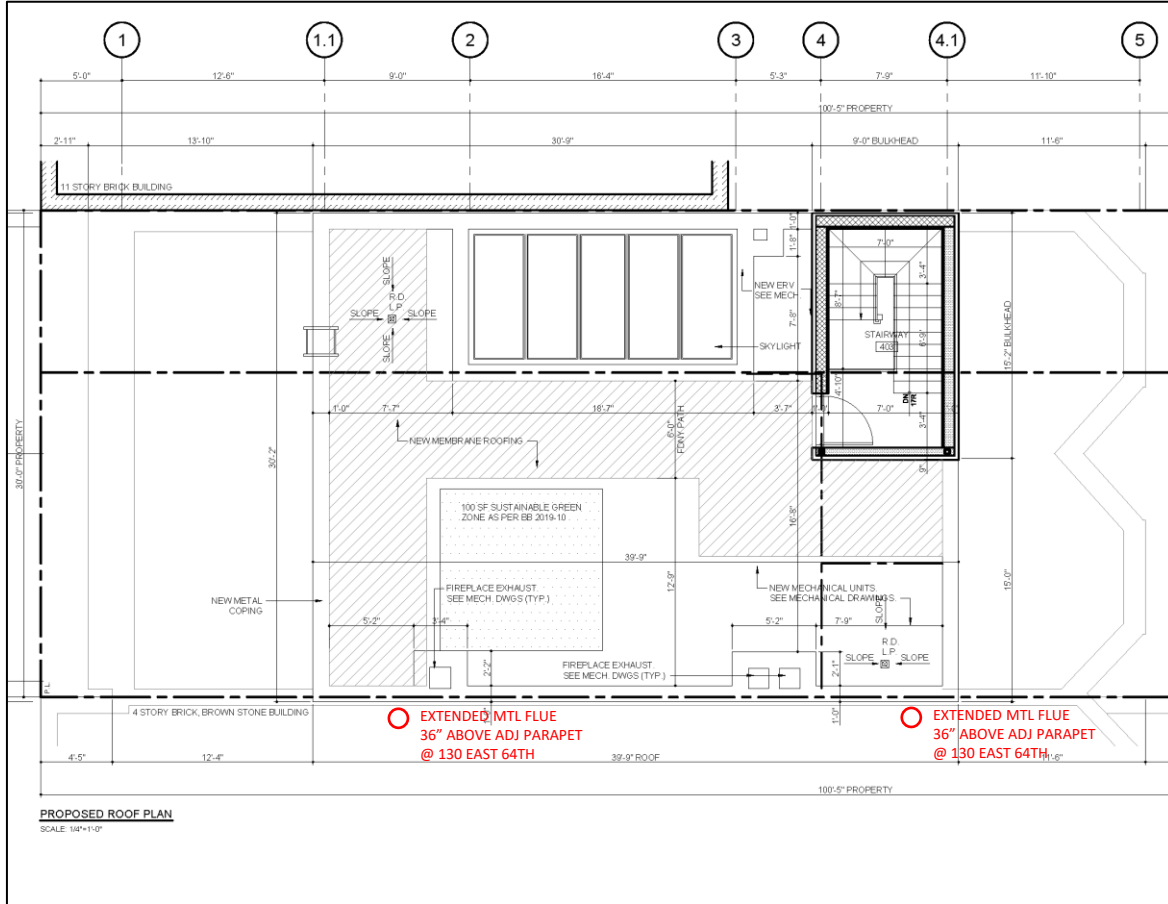 1
1.1
2
3
4
4.1
5
5'-0"
12'-6"
9'-0"
16'-4"
5'-3"
7'-9"
11'-10"
100'-5" PROPERTY
2'-11"
13'-10"
30'-9"
9'-0" BULKHEAD
11'-6"
11 STORY BRICK BUILDING
1'-0"
1'-8"
7'-8"
7'-0"
3'-4"
8'-7"
6'-9"
NEW ERV
SEE MECH.
SLOPE
R.D.
L.P.
SLOPE
SLOPE
SLOPE
SKYLIGHT
STAIRWAY
403
15'-2" BULKHEAD
4'-10"
DN
17R
1'-0"
7'-7"
18'-7"
3'-7"
7'-0"
3'-4"
9"
6'-0"
FDNY PATH
NEW MEMBRANE ROOFING
30'-0" PROPERTY
30'-2"
100 SF SUSTAINABLE GREEN
ZONE AS PER BB 2019-10
16'-8"
39'-9"
12'-9"
15'-0"
NEW METAL
COPING
FIREPLACE EXHAUST
SEE MECH. DWGS (TYP.)
NEW MECHANICAL UNITS.
SEE MECHANICAL DRAWINGS.
5'-2"
3'-4"
5'-2"
7'-9"
SLOPE
R.D.
L.P.
SLOPE
SLOPE
FIREPLACE EXHAUST.
SEE MECH. DWGS (TYP.)
2'-2"
2'-1"
P.L.
1'-0"
4 STORY BRICK, BROWN STONE BUILDING
EXTENDED MTL FLUE
36" ABOVE ADJ PARAPET
@ 130 EAST 64TH
EXTENDED MTL FLUE
36" ABOVE ADJ PARAPET
@ 130 EAST 64TH
4'-5"
12'-4"
39'-9" ROOF
11'-6"
100'-5" PROPERTY
PROPOSED ROOF PLAN
SCALE: 1/4"=1'-0"